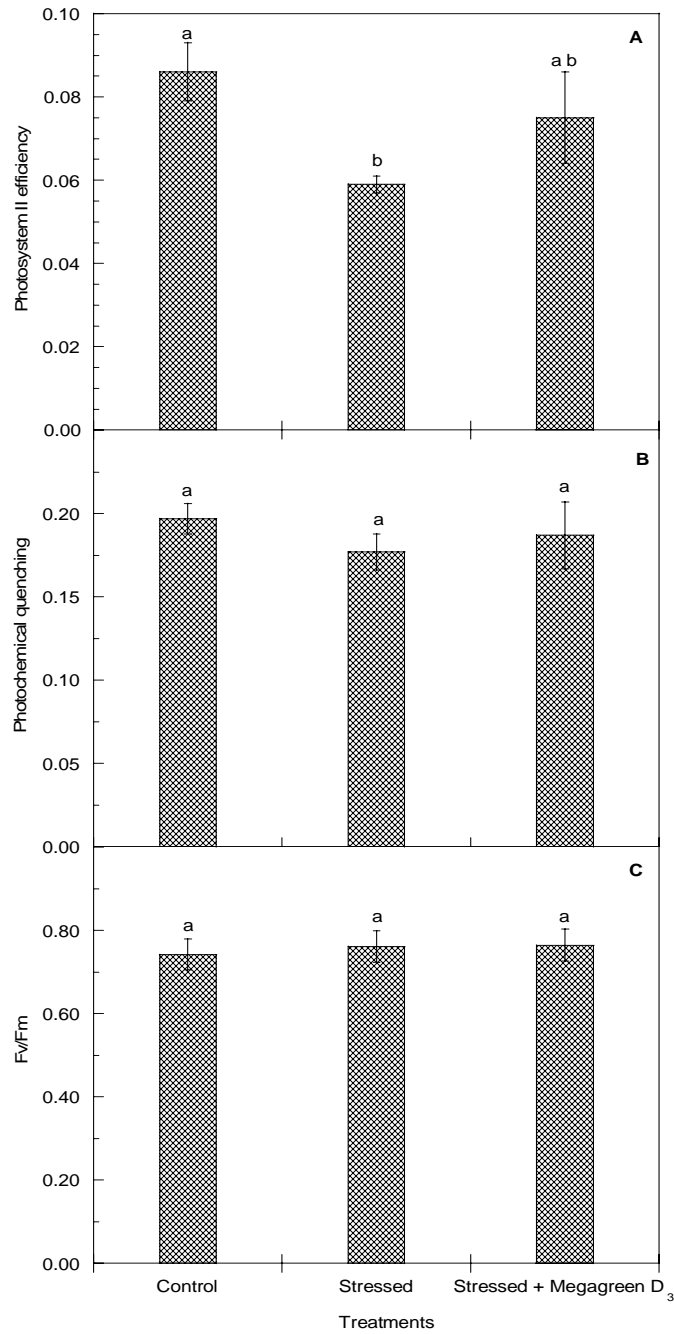 0.10
A
a
a b
0.08
b
0.06
0.04
0.02
0.00
Photosystem II efficiency
B
a
a
a
0.20
0.15
0.10
0.05
0.00
Photochemical quenching
C
a
a
a
0.80
0.60
0.40
0.20
0.00
Fv/Fm
Control
Stressed
Stressed + Megagreen D3
Treatments